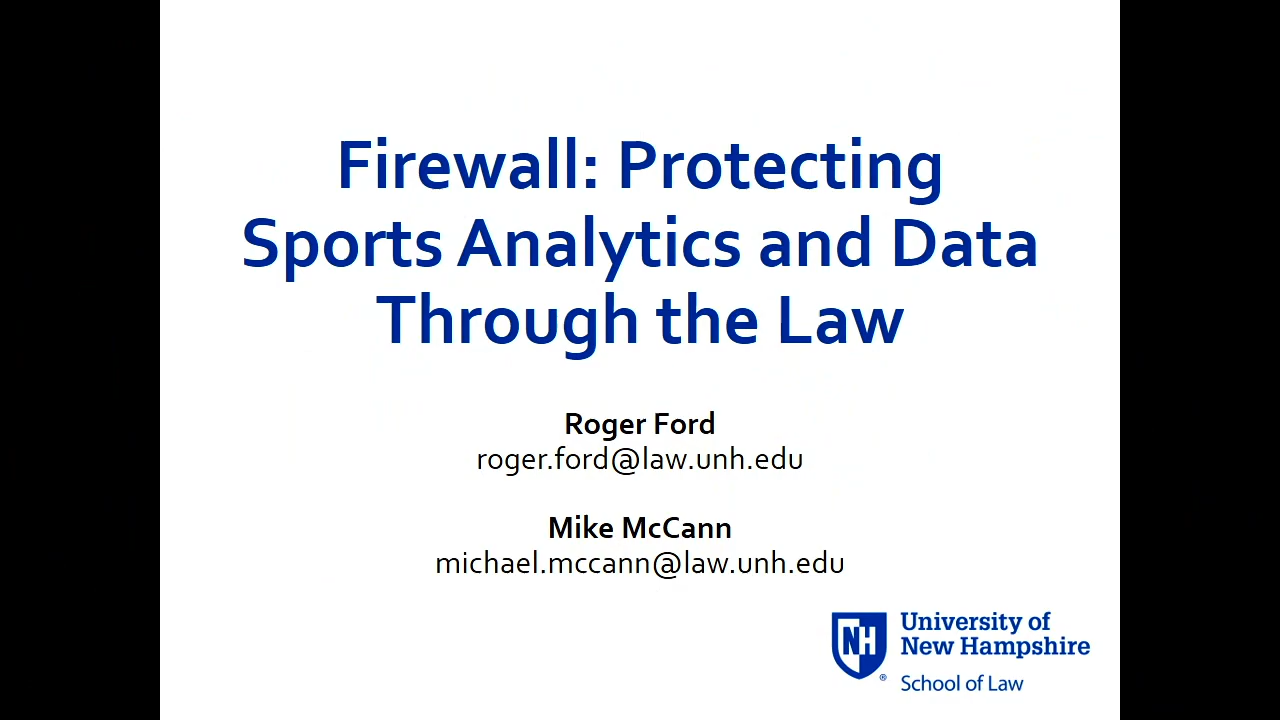 Firewall: Protecting
Sports Analytics and Data
Through the Law
Roger Ford
roger.ford@law.unh.edu
Mike McCann
michael.mccann@law.unh.edu
NH
®
University of
New Hampshire
School of Law